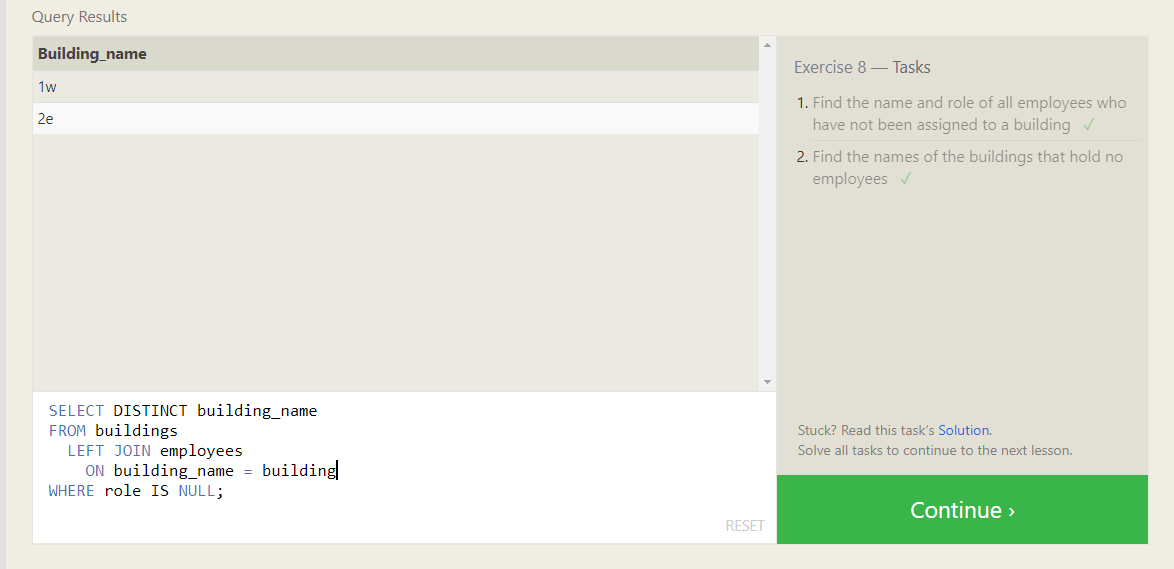 Query Results
Building_name
1w
2e
SELECT DISTINCT building_name
FROM buildings
LEFT JOIN employees
ON building_name = building
WHERE role IS NULL;
RESET
Exercise 8 — Tasks
1. Find the name and role of all employees who
have not been assigned to a building ✓
2. Find the names of the buildings that hold no
employees ✓
Stuck? Read this task's Solution.
Solve all tasks to continue to the next lesson.
Continue ›